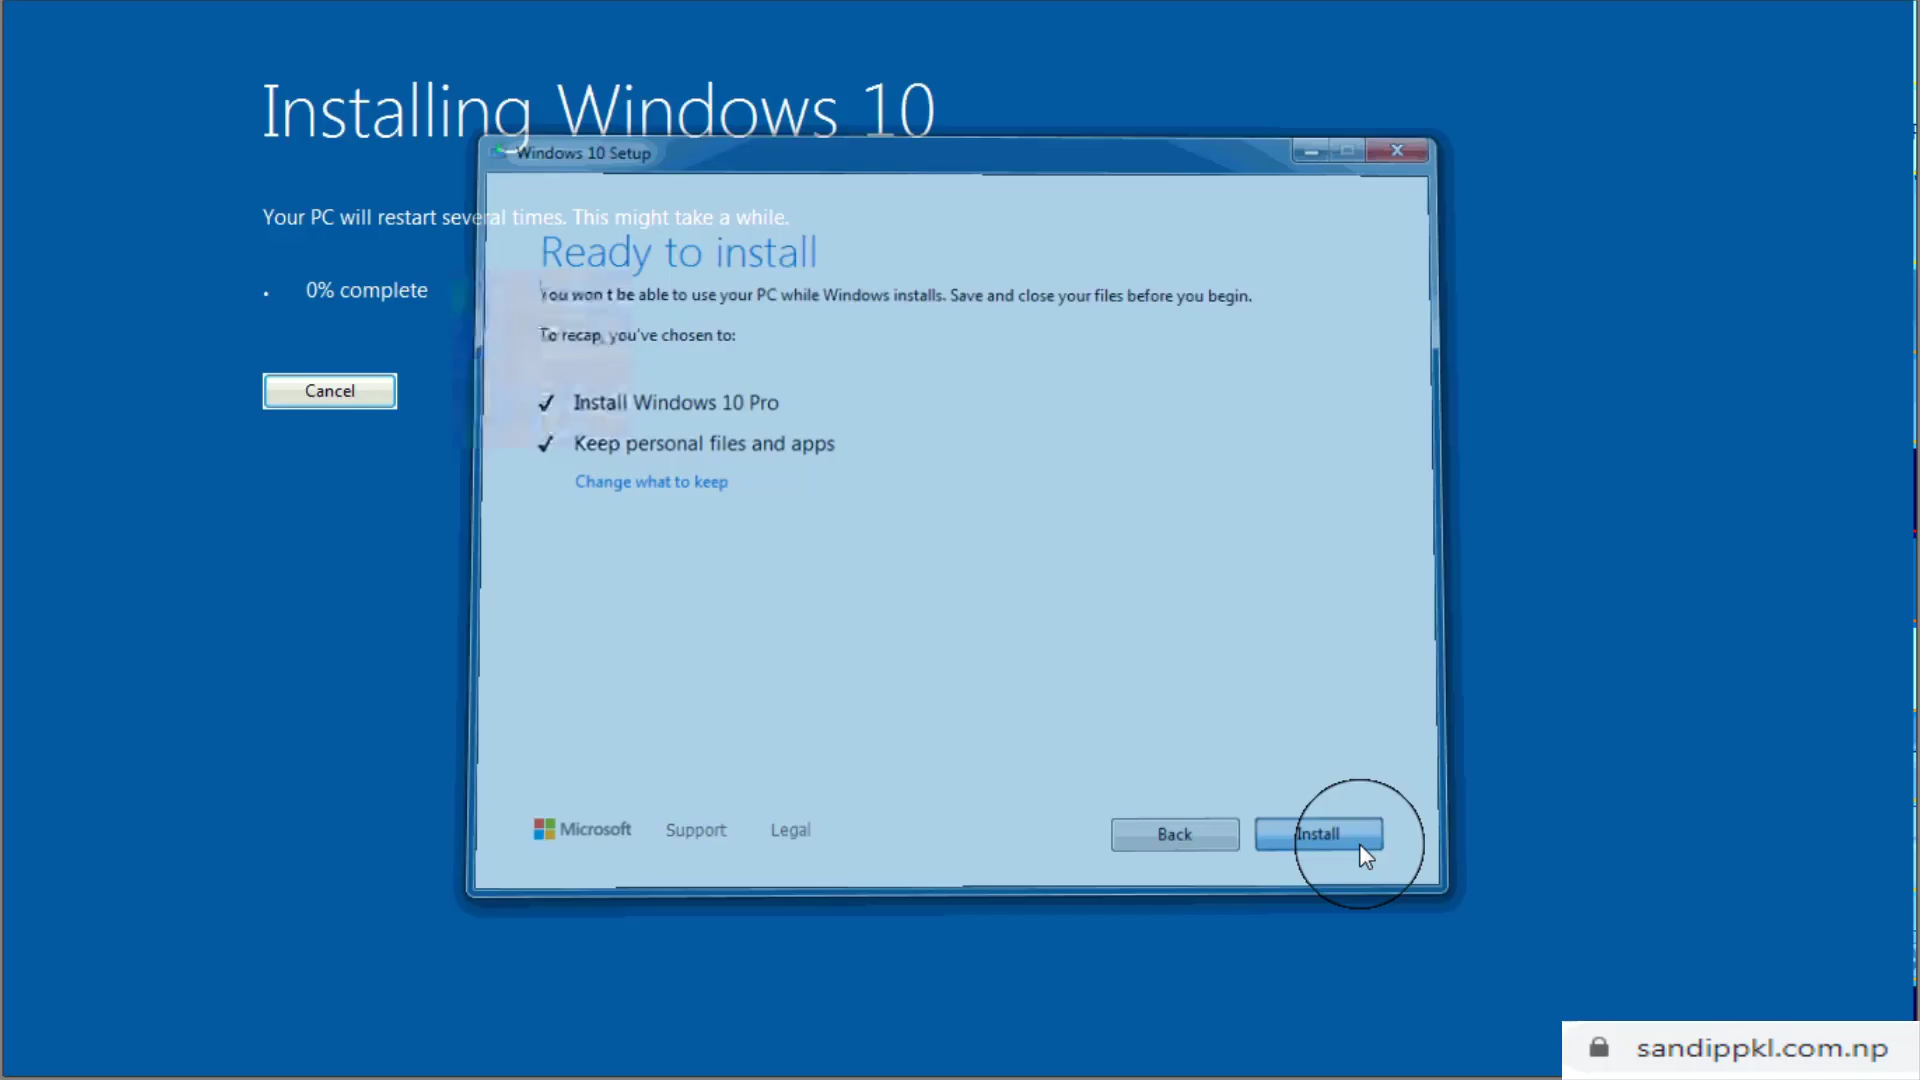 Installing Windows 10
Windows 10 Setup
Your PC will restart several times. This might take a while.
Ready to install
0% complete
You won't be able to use your PC while Windows installs. Save and close your files before you begin.
To recap, you've chosen to:
Cancel
Install Windows 10 Pro
Keep personal files and apps
Change what to keep
Microsoft Support Legal
Back Install
sandippkl.com.np